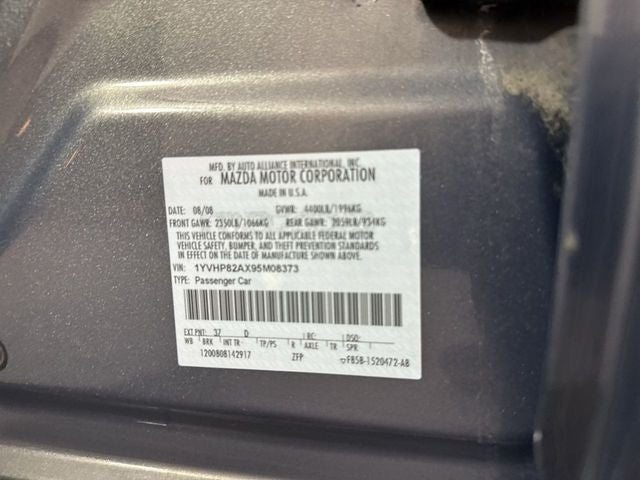 MFD. BY AUTO ALLIANCE INTERNATIONAL, INC.
FOR MAZDA MOTOR CORPORATION
MADE IN U.S.A.
DATE: 08/08 GVWR: 4400LB/1996KG
FRONT GAWR: 2350LB/1066KG REAR GAWR: 2059LB/934KG
THIS VEHICLE CONFORMS TO ALL APPLICABLE FEDERAL MOTOR
VEHICLE SAFETY, BUMPER, AND THEFT PREVENTION STANDARDS
IN EFFECT ON THE DATE OF MANUFACTURE SHOWN ABOVE.
VIN: 1YVHP82AX95M08373
TYPE: Passenger Car
EXT PNT: 37 D RC: DSO:
WB BRK INT TR TP/PS R AXLE TR SPR
1200808142917 ZFP F85B-1520472-AB